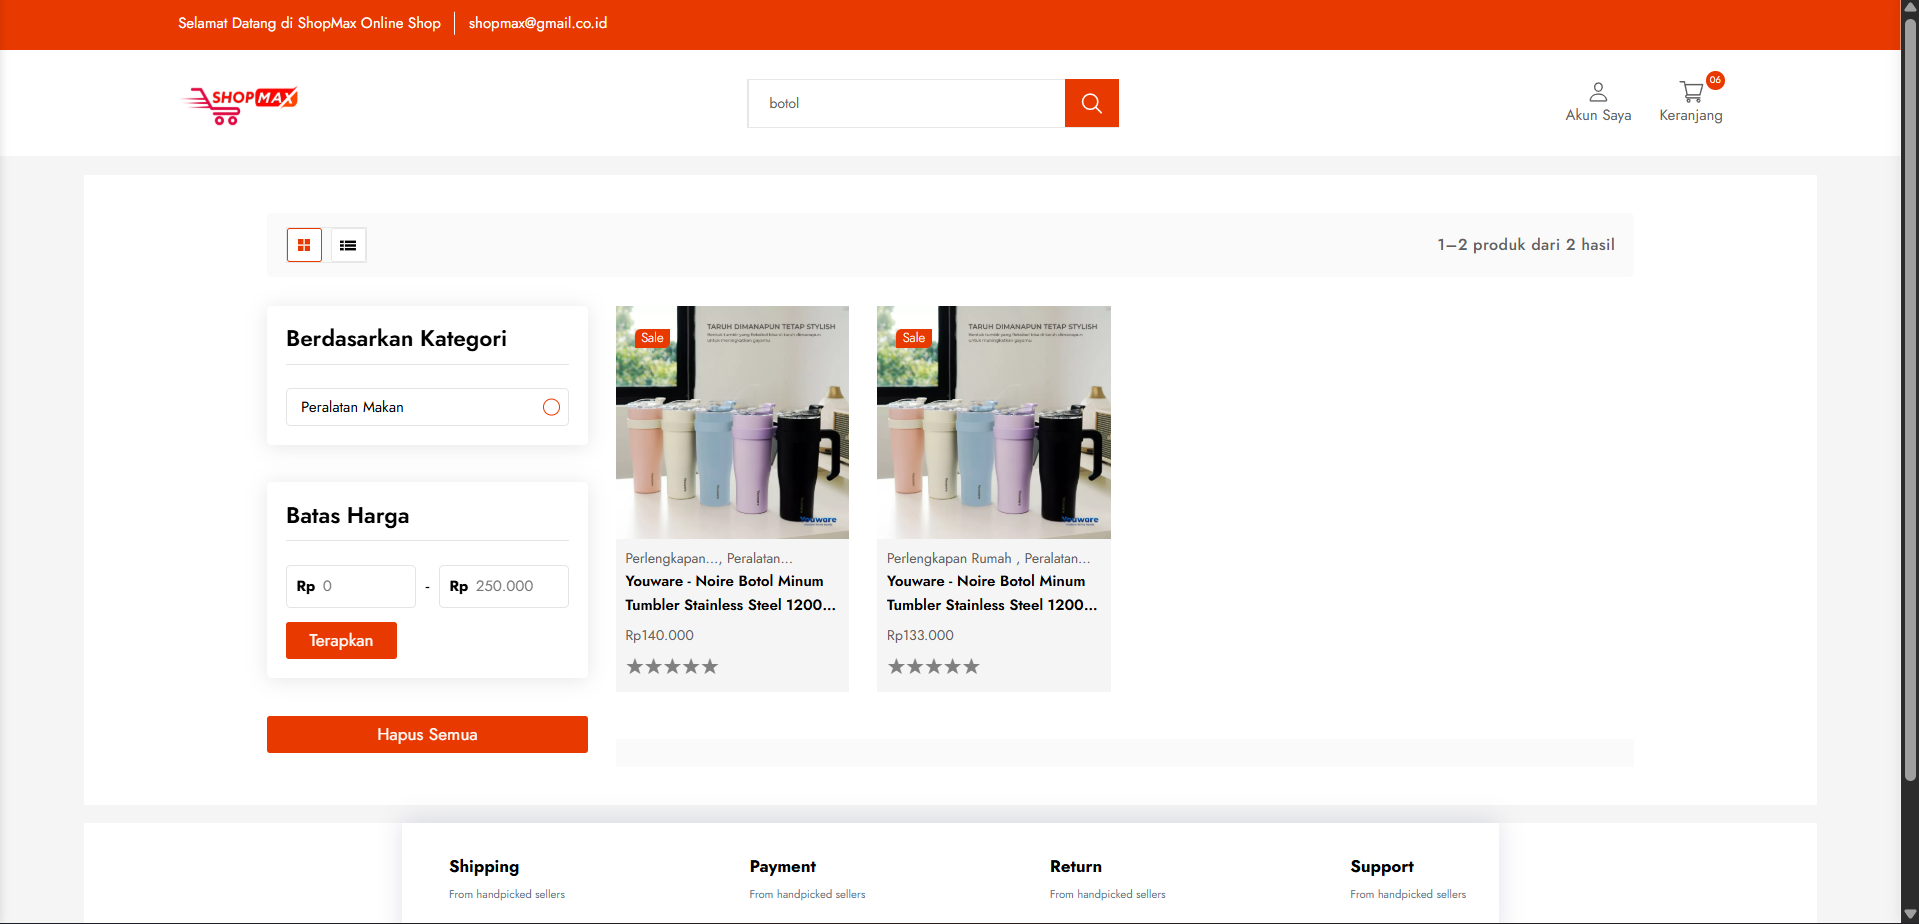 Selamat Datang di ShopMax Online Shop
shopmax@gmail.co.id
SHOPMAX
botol
Akun Saya
06
Keranjang
1–2 produk dari 2 hasil
Berdasarkan Kategori
Peralatan Makan
Batas Harga
Rp 0 - Rp 250.000
Terapkan
Hapus Semua
Sale
TARUH DIMANAPUN TETAP STYLISH
Youware
Perlengkapan..., Peralatan...
Youware - Noire Botol Minum
Tumbler Stainless Steel 1200...
Rp140.000
Sale
TARUH DIMANAPUN TETAP STYLISH
Youware
Perlengkapan Rumah , Peralatan...
Youware - Noire Botol Minum
Tumbler Stainless Steel 1200...
Rp133.000
Shipping
From handpicked sellers
Payment
From handpicked sellers
Return
From handpicked sellers
Support
From handpicked sellers